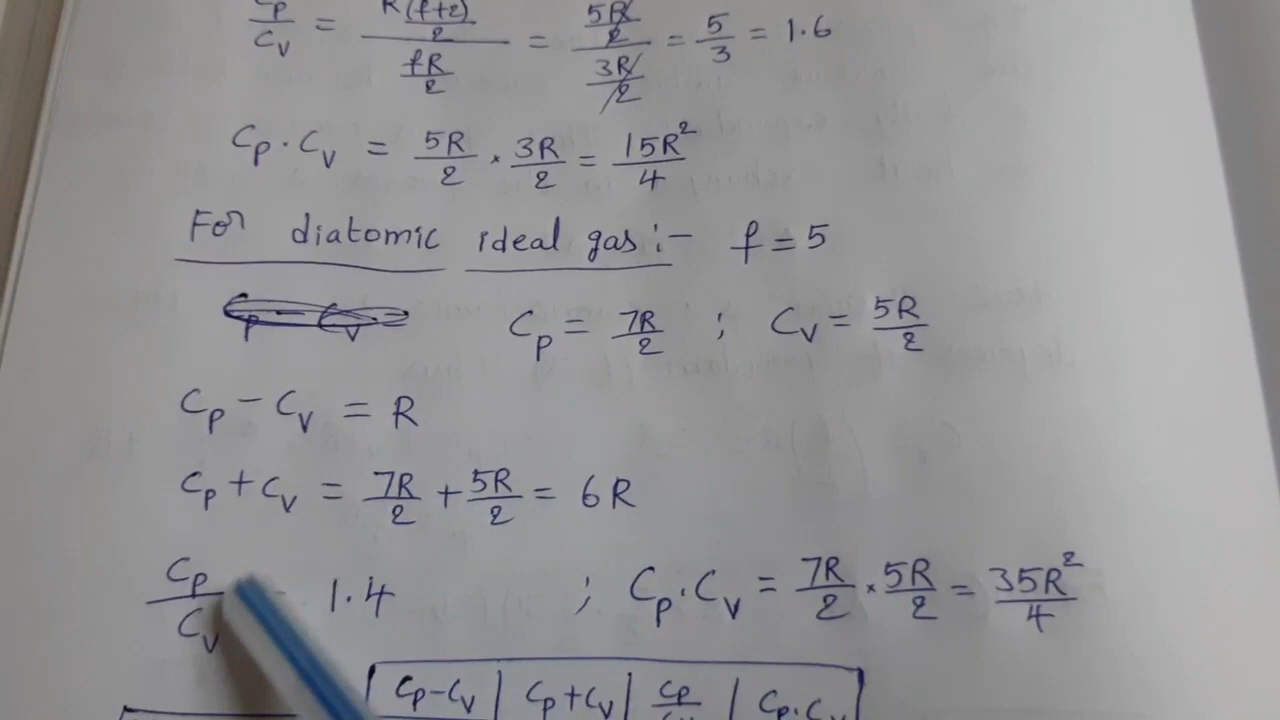 Cp/Cv = R(f+2)/2 / fR/2 = 5R/2 / 3R/2 = 5/3 = 1.6
Cp . Cv = 5R/2 . 3R/2 = 15R²/4
For diatomic ideal gas :- f = 5
Cp = 7R/2 ; Cv = 5R/2
Cp - Cv = R
Cp + Cv = 7R/2 + 5R/2 = 6R
Cp/Cv = 1.4 ; Cp . Cv = 7R/2 × 5R/2 = 35R²/4
Cp-Cv | Cp+Cv | Cp/Cv | Cp.Cv